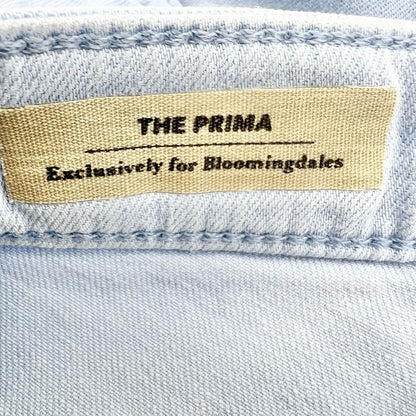 THE PRIMA
Exclusively for Bloomingdales